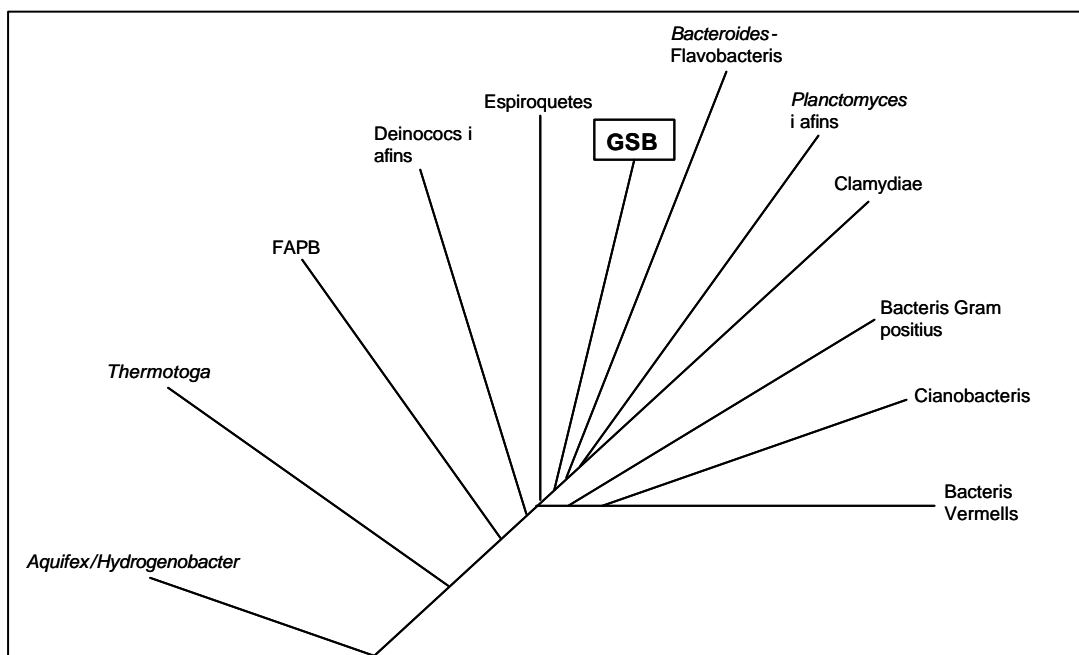 Bacteroides-
Flavobacteris
Espiroquetes
Planctomyces
i afins
GSB
Deinococs i
afins
Clamydiae
FAPB
Bacteris Gram
positius
Thermotoga
Cianobacteris
Bacteris
Vermells
Aquifex/Hydrogenobacter